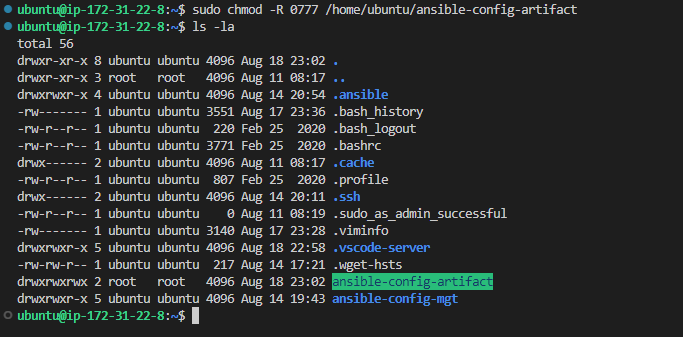 ubuntu@ip-172-31-22-8:~$ sudo chmod -R 0777 /home/ubuntu/ansible-config-artifact
ubuntu@ip-172-31-22-8:~$ ls -la
total 56
drwxr-xr-x 8 ubuntu ubuntu 4096 Aug 18 23:02 .
drwxr-xr-x 3 root   root   4096 Aug 11 08:17 ..
drwxrwxr-x 4 ubuntu ubuntu 4096 Aug 14 20:54 .ansible
-rw------- 1 ubuntu ubuntu 3551 Aug 17 23:36 .bash_history
-rw-r--r-- 1 ubuntu ubuntu  220 Feb 25  2020 .bash_logout
-rw-r--r-- 1 ubuntu ubuntu 3771 Feb 25  2020 .bashrc
drwx------ 2 ubuntu ubuntu 4096 Aug 11 08:17 .cache
-rw-r--r-- 1 ubuntu ubuntu  807 Feb 25  2020 .profile
drwx------ 2 ubuntu ubuntu 4096 Aug 14 20:11 .ssh
-rw-r--r-- 1 ubuntu ubuntu    0 Aug 11 08:19 .sudo_as_admin_successful
-rw------- 1 ubuntu ubuntu 3140 Aug 17 23:28 .viminfo
drwxrwxr-x 5 ubuntu ubuntu 4096 Aug 18 22:58 .vscode-server
-rw-rw-r-- 1 ubuntu ubuntu  217 Aug 14 17:21 .wget-hsts
drwxrwxrwx 2 root   root   4096 Aug 18 23:02 ansible-config-artifact
drwxrwxr-x 5 ubuntu ubuntu 4096 Aug 14 19:43 ansible-config-mgt
ubuntu@ip-172-31-22-8:~$